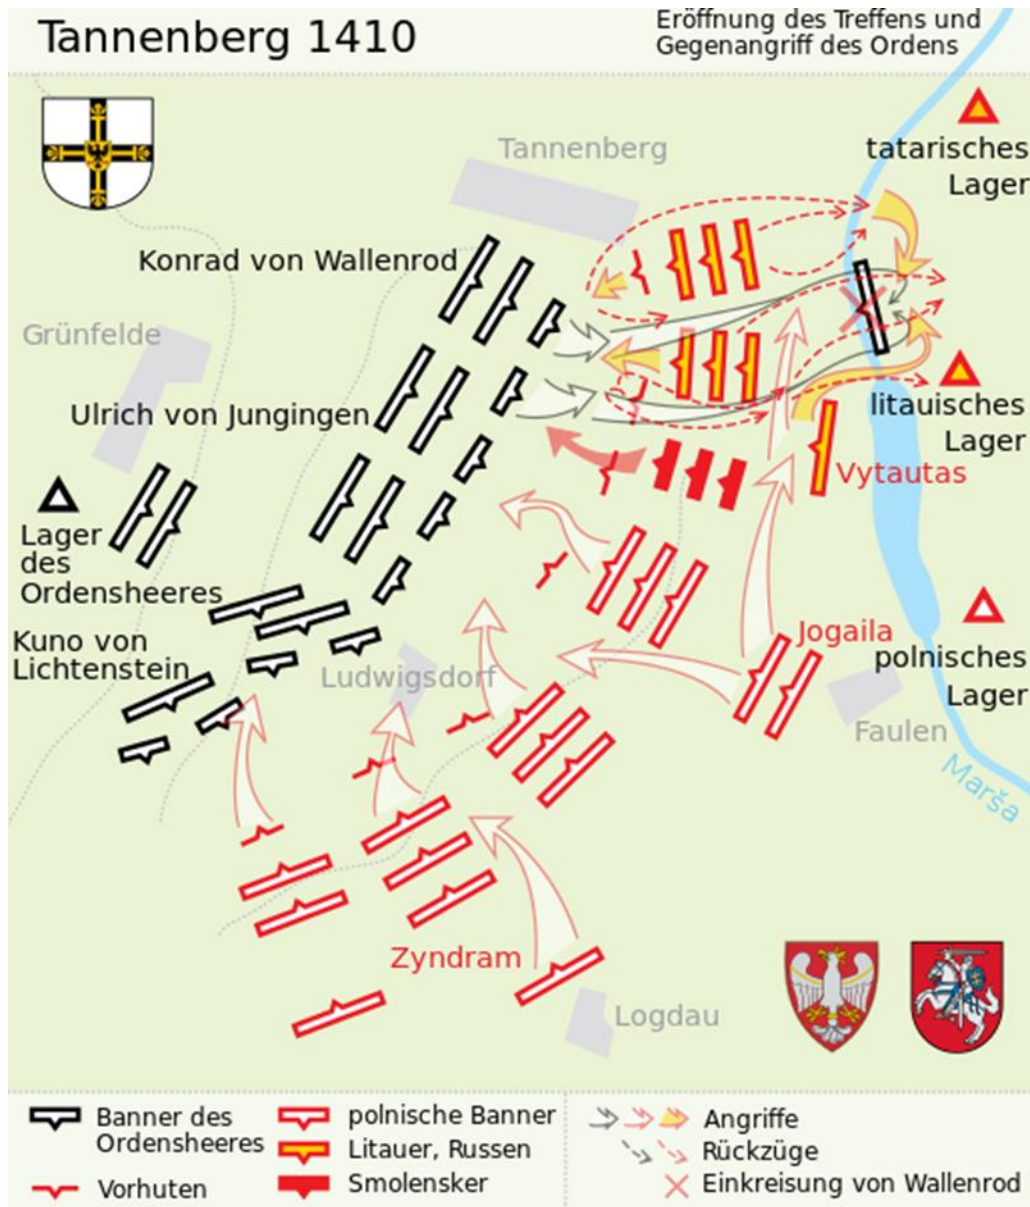 Tannenberg 1410
Eröffnung des Treffens und
Gegenangriff des Ordens
tatarisches
Lager
Tannenberg
Konrad von Wallenrod
Grünfelde
Ulrich von Jungingen
litauisches
Lager
Vytautas
Lager
des
Ordensheeres
Kuno von
Lichtenstein
Ludwigsdorf
Jogaila
polnisches
Lager
Faulen
Marša
Zyndram
Logdau
Banner des
Ordensheeres
Vorhuten
polnische Banner
Litauer, Russen
Smolensker
Angriffe
Rückzüge
Einkreisung von Wallenrod